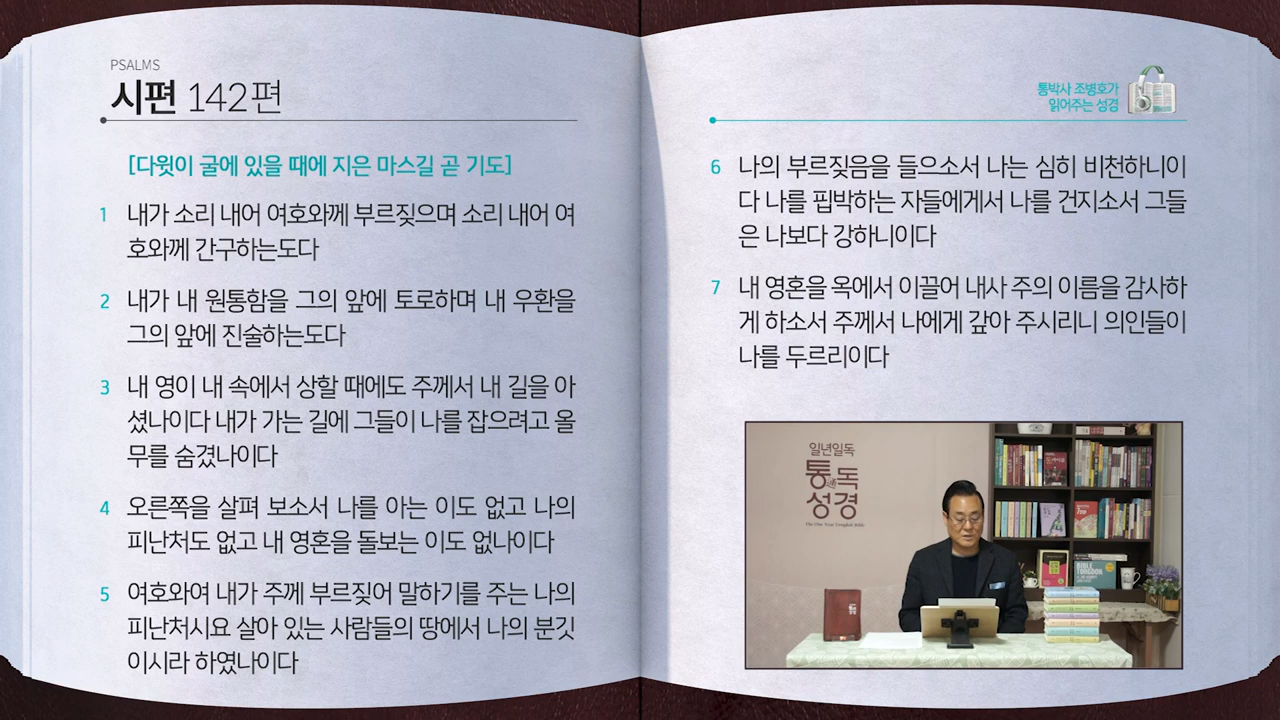 PSALMS
시편 142편
[다윗이 굴에 있을 때에 지은 마스길 곧 기도]
1 내가 소리 내어 여호와께 부르짖으며 소리 내어 여
호와께 간구하는도다
2 내가 내 원통함을 그의 앞에 토로하며 내 우환을
그의 앞에 진술하는도다
3 내 영이 내 속에서 상할 때에도 주께서 내 길을 아
셨나이다 내가 가는 길에 그들이 나를 잡으려고 올
무를 숨겼나이다
4 오른쪽을 살펴 보소서 나를 아는 이도 없고 나의
피난처도 없고 내 영혼을 돌보는 이도 없나이다
5 여호와여 내가 주께 부르짖어 말하기를 주는 나의
피난처시요 살아 있는 사람들의 땅에서 나의 분깃
이시라 하였나이다
통박사 조병호가
읽어주는 성경
6 나의 부르짖음을 들으소서 나는 심히 비천하니이
다 나를 핍박하는 자들에게서 나를 건지소서 그들
은 나보다 강하니이다
7 내 영혼을 옥에서 이끌어 내사 주의 이름을 감사하
게 하소서 주께서 나에게 갚아 주시리니 의인들이
나를 두르리이다
일년일독
통독
성경
BIBLE
TONGDOK